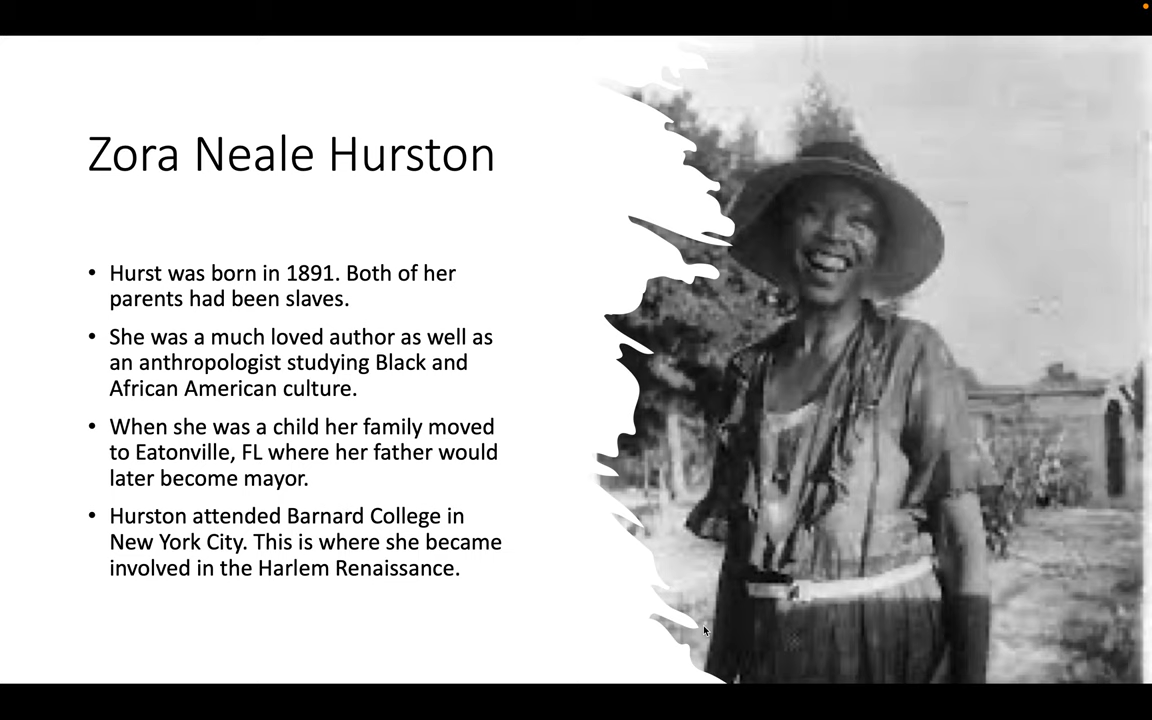 Zora Neale Hurston
• Hurst was born in 1891. Both of her
parents had been slaves.
• She was a much loved author as well as
an anthropologist studying Black and
African American culture.
• When she was a child her family moved
to Eatonville, FL where her father would
later become mayor.
• Hurston attended Barnard College in
New York City. This is where she became
involved in the Harlem Renaissance.